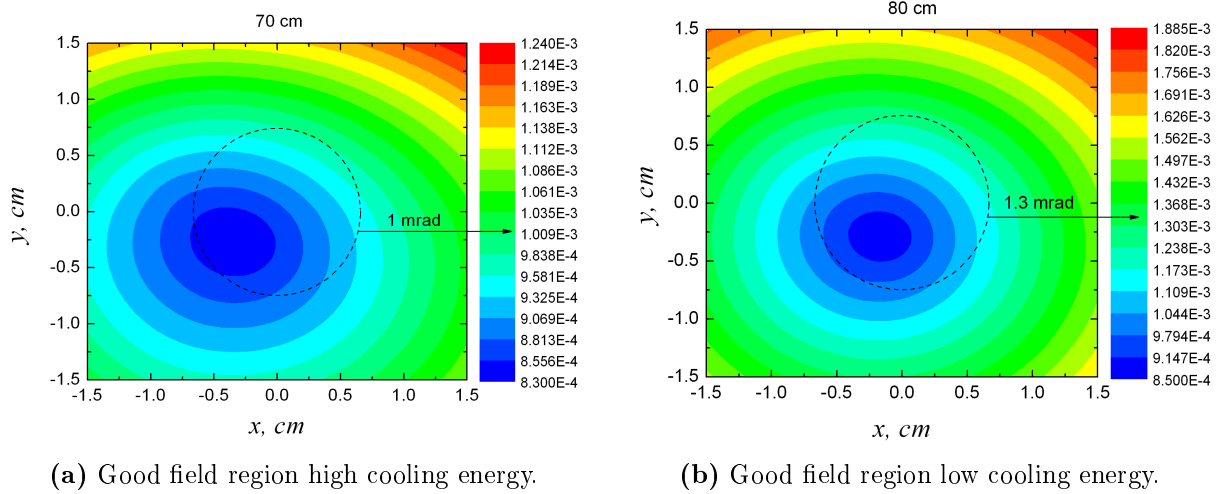 70 cm
1.5
1.0
0.5
0.0
-0.5
-1.0
-1.5
y, cm
-1.5 -1.0 -0.5 0.0 0.5 1.0 1.5
x, cm
1 mrad
1.240E-3
1.214E-3
1.189E-3
1.163E-3
1.138E-3
1.112E-3
1.086E-3
1.061E-3
1.035E-3
1.009E-3
9.838E-4
9.581E-4
9.325E-4
9.069E-4
8.813E-4
8.556E-4
8.300E-4
(a) Good field region high cooling energy.
80 cm
1.5
1.0
0.5
0.0
-0.5
-1.0
-1.5
y, cm
-1.5 -1.0 -0.5 0.0 0.5 1.0 1.5
x, cm
1.3 mrad
1.885E-3
1.820E-3
1.756E-3
1.691E-3
1.626E-3
1.562E-3
1.497E-3
1.432E-3
1.368E-3
1.303E-3
1.238E-3
1.173E-3
1.109E-3
1.044E-3
9.794E-4
9.147E-4
8.500E-4
(b) Good field region low cooling energy.